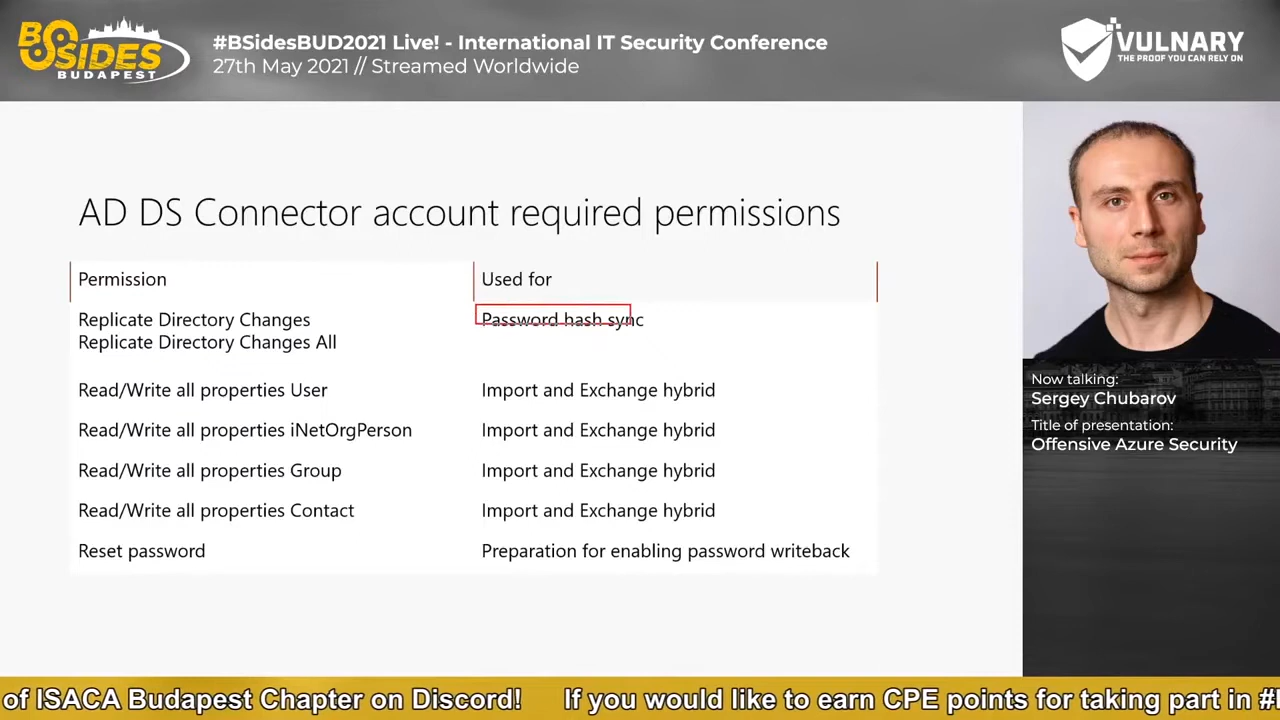 BSIDES
BUDAPEST
#BSidesBUD2021 Live! - International IT Security Conference
27th May 2021 // Streamed Worldwide
VULNARY
THE PROOF YOU CAN RELY ON
AD DS Connector account required permissions
Permission Used for
Replicate Directory Changes Password hash sync
Replicate Directory Changes All
Read/Write all properties User Import and Exchange hybrid
Read/Write all properties iNetOrgPerson Import and Exchange hybrid
Read/Write all properties Group Import and Exchange hybrid
Read/Write all properties Contact Import and Exchange hybrid
Reset password Preparation for enabling password writeback
Now talking:
Sergey Chubarov
Title of presentation:
Offensive Azure Security
of ISACA Budapest Chapter on Discord! If you would like to earn CPE points for taking part in #